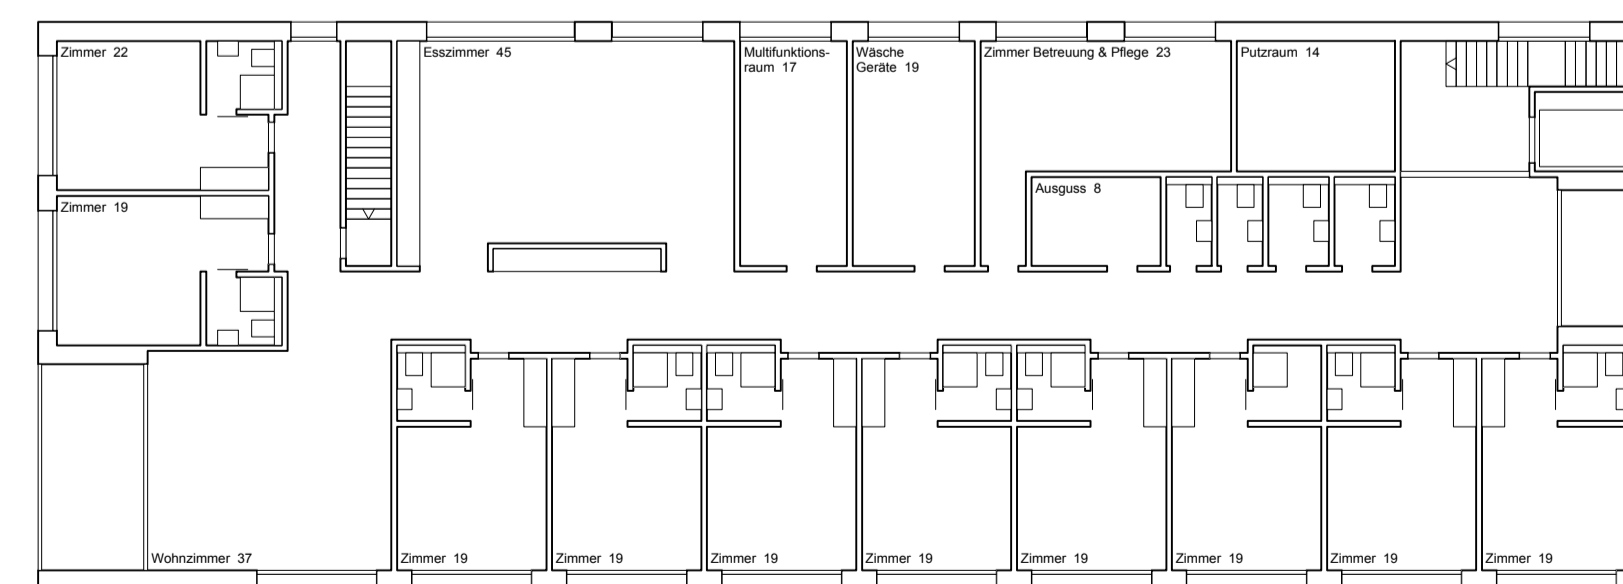 Zimmer 22
Esszimmer 45
Multifunktions-
raum 17
Wäsche
Geräte 19
Zimmer Betreuung & Pflege 23
Putzraum 14
Ausguss 8
Zimmer 19
Wohnzimmer 37
Zimmer 19
Zimmer 19
Zimmer 19
Zimmer 19
Zimmer 19
Zimmer 19
Zimmer 19
Zimmer 19